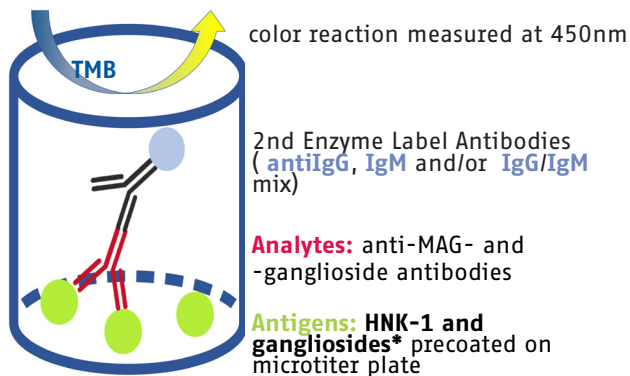 color reaction measured at 450nm
TMB
2nd Enzyme Label Antibodies
( antiIgG, IgM and/or IgG/IgM
mix)
Analytes: anti-MAG- and
-ganglioside antibodies
Antigens: HNK-1 and
gangliosides* precoated on
microtiter plate